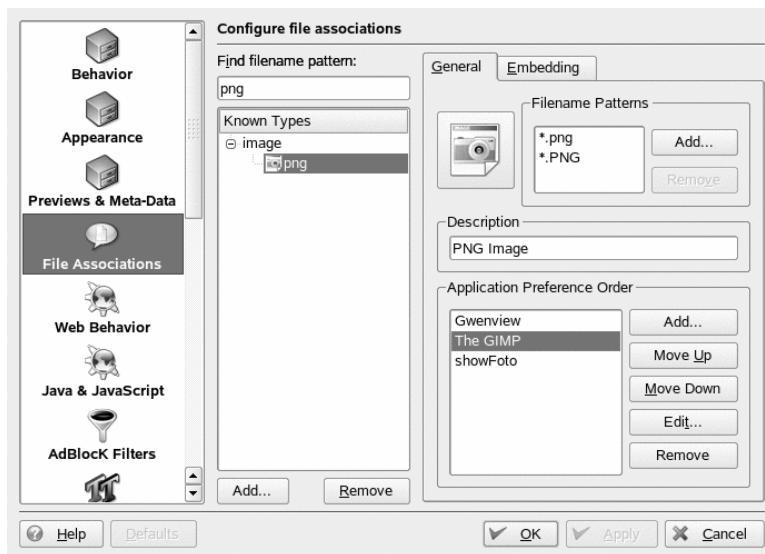 Behavior
Appearance
Previews & Meta-Data
File Associations
Web Behavior
Java & JavaScript
AdBlocK Filters
Configure file associations
Find filename pattern:
png
Known Types
image
png
Add...
Remove
General
Embedding
Filename Patterns
*.png
*.PNG
Add...
Remove
Description
PNG Image
Application Preference Order
Gwenview
The GIMP
showFoto
Add...
Move Up
Move Down
Edit...
Remove
Help
Defaults
OK
Apply
Cancel